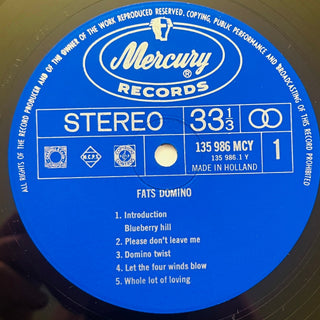 ALL RIGHTS OF THE RECORD PRODUCER AND OF THE OWNER OF THE WORK REPRODUCED RESERVED. COPYING, PUBLIC PERFORMANCE AND BROADCASTING OF THIS RECORD PROHIBITED
Mercury
®
RECORDS
STEREO 33 1/3
135 986 MCY
135 986.1 Y
MADE IN HOLLAND
1
M.C.P.S.
FATS DOMINO
1. Introduction
Blueberry hill
2. Please don't leave me
3. Domino twist
4. Let the four winds blow
5. Whole lot of loving